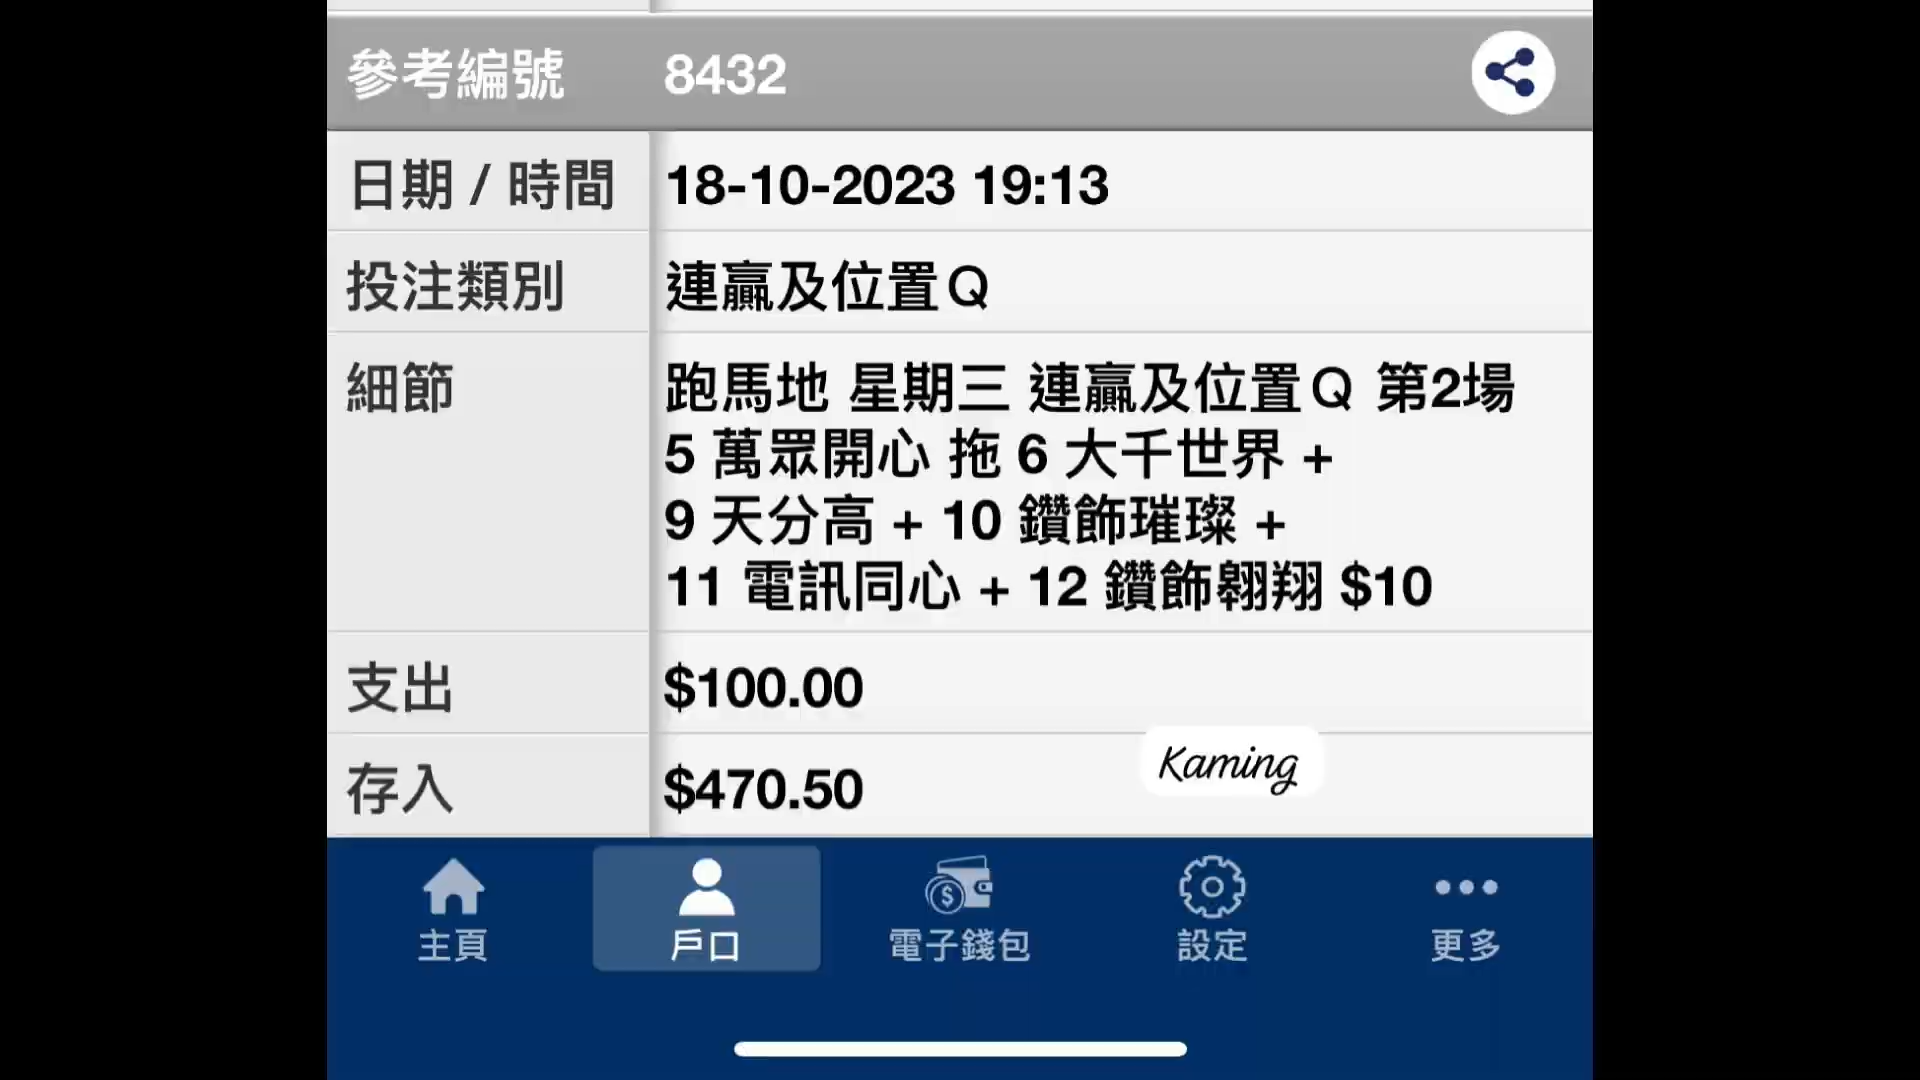 參考編號 8432
日期 / 時間 18-10-2023 19:13
投注類別 連贏及位置Q
細節 跑馬地 星期三 連贏及位置Q 第2場
5 萬眾開心 拖 6 大千世界 +
9 天分高 + 10 鑽飾璀璨 +
11 電訊同心 + 12 鑽飾翱翔 $10
支出 $100.00
存入 $470.50
Kaming
主頁 戶口 電子錢包 設定 更多